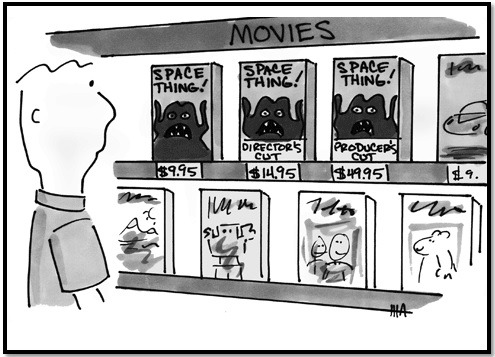 MOVIES
SPACE
THING!
SPACE
THING!
DIRECTOR'S
CUT
SPACE
THING!
PRODUCER'S
CUT
$9.95
$14.95
$49.95